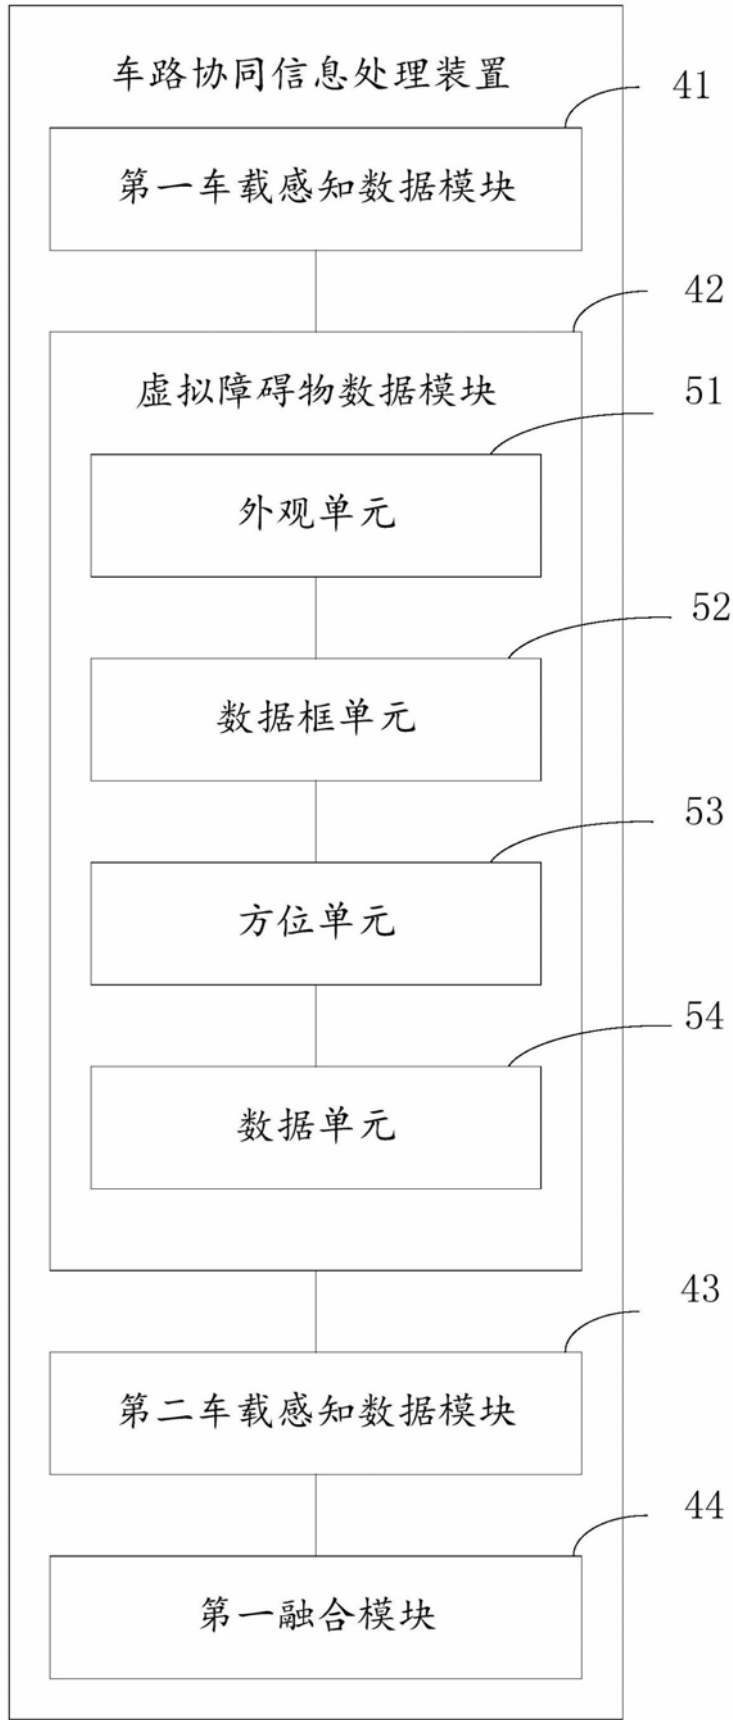 车路协同信息处理装置
41
第一车载感知数据模块
42
虚拟障碍物数据模块
51
外观单元
52
数据框单元
53
方位单元
54
数据单元
43
第二车载感知数据模块
44
第一融合模块